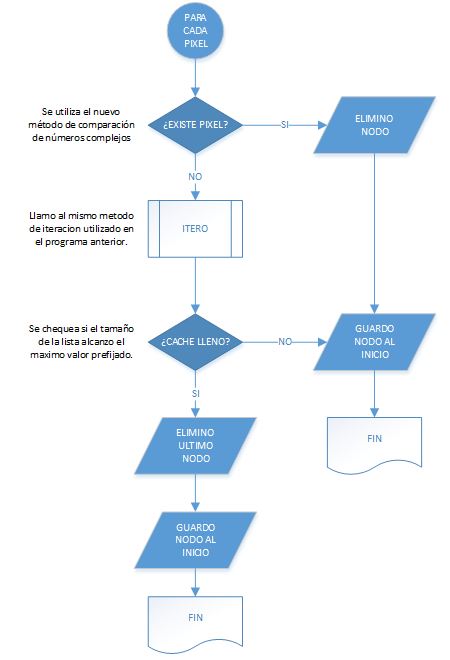 PARA
CADA
PIXEL
Se utiliza el nuevo
método de comparación
de números complejos
¿EXISTE PIXEL?
SI
ELIMINO
NODO
NO
Llamo al mismo metodo
de iteracion utilizado en
el programa anterior.
ITERO
Se chequea si el tamaño
de la lista alcanzo el
maximo valor prefijado.
¿CACHE LLENO?
NO
GUARDO
NODO AL
INICIO
SI
FIN
ELIMINO
ULTIMO
NODO
GUARDO
NODO AL
INICIO
FIN